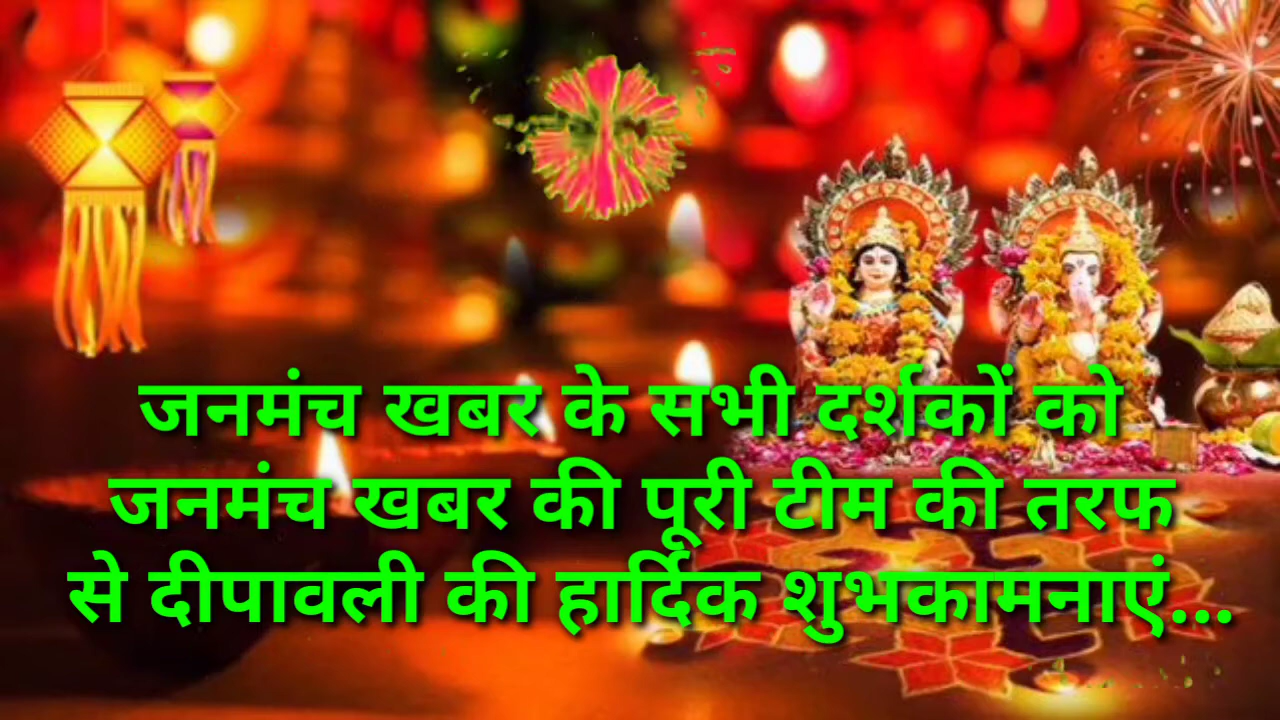 जनमंच खबर के सभी दर्शकों को
जनमंच खबर की पूरी टीम की तरफ
से दीपावली की हार्दिक शुभकामनाएं...